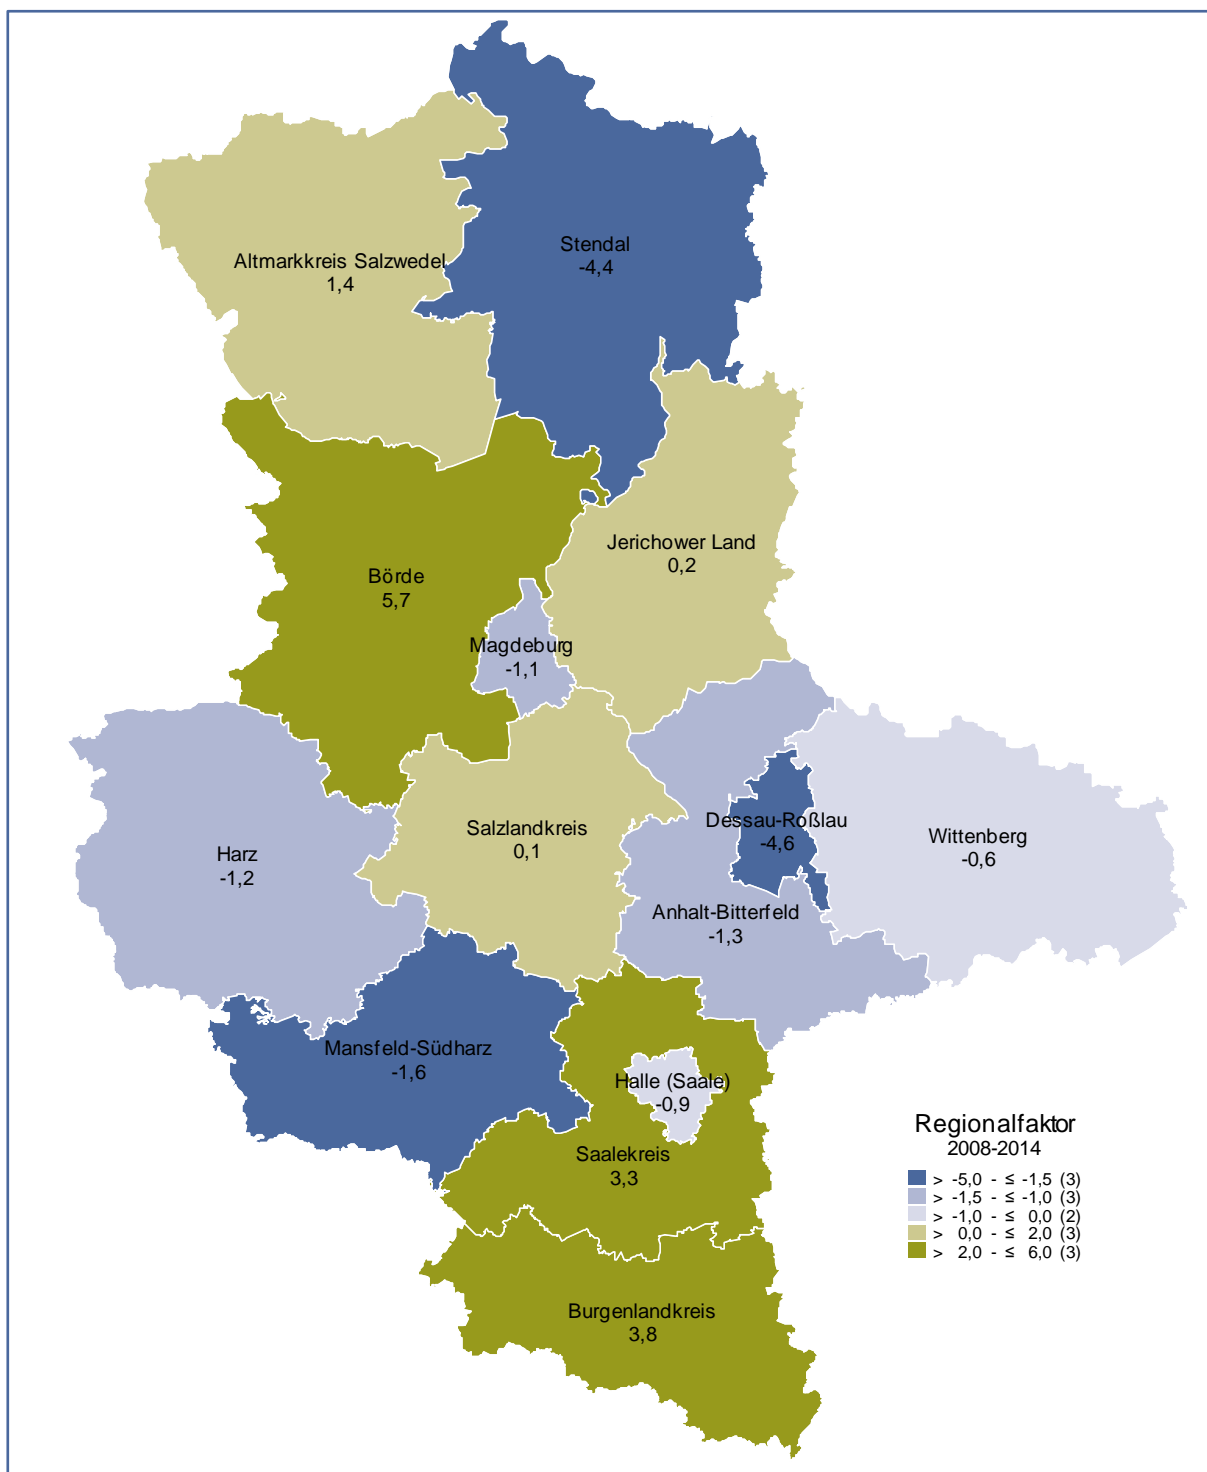 Stendal
-4,4
Altmarkkreis Salzwedel
1,4
Jerichower Land
0,2
Börde
5,7
Magdeburg
-1,1
Salzlandkreis
0,1
Dessau-Roßlau
-4,6
Wittenberg
-0,6
Harz
-1,2
Anhalt-Bitterfeld
-1,3
Mansfeld-Südharz
-1,6
Halle (Saale)
-0,9
Saalekreis
3,3
Burgenlandkreis
3,8
Regionalfaktor
2008-2014
> -5,0 - ≤ -1,5 (3)
> -1,5 - ≤ -1,0 (3)
> -1,0 - ≤ 0,0 (2)
> 0,0 - ≤ 2,0 (3)
> 2,0 - ≤ 6,0 (3)